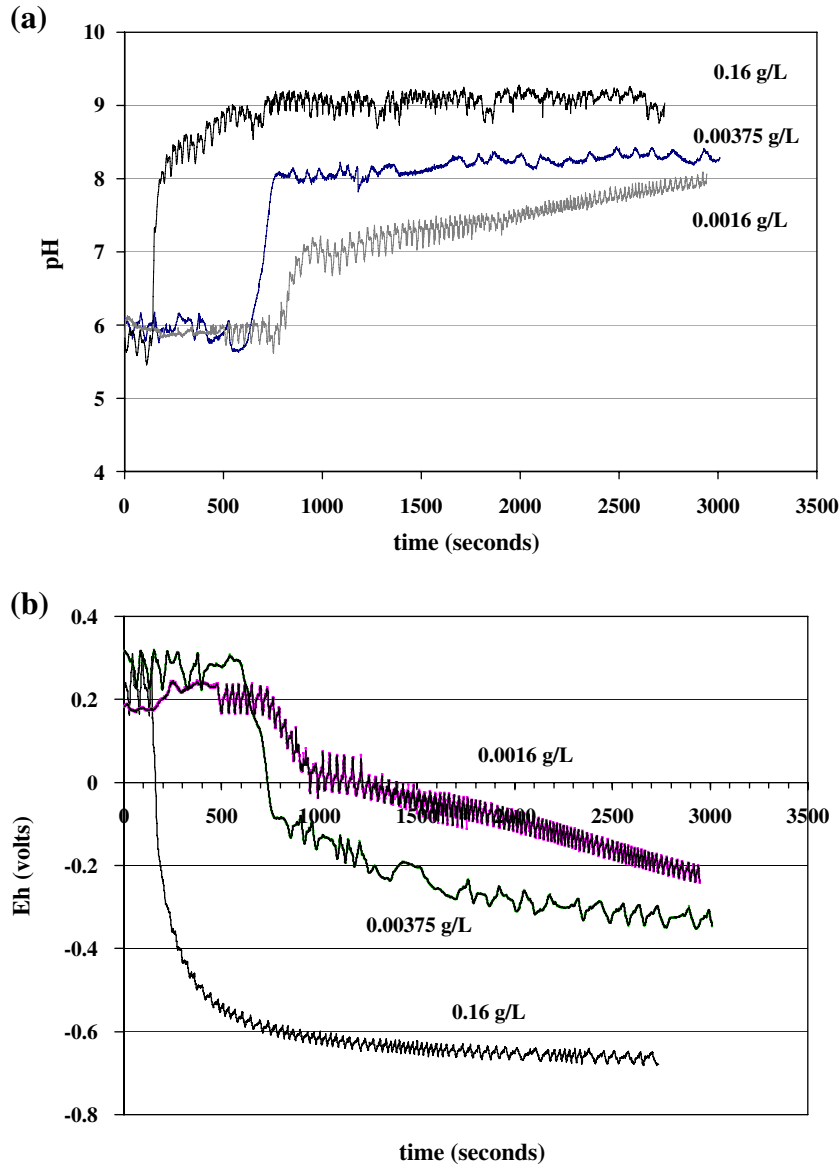 (a)
10
9
8
7
6
5
4
pH
0.16 g/L
0.00375 g/L
0.0016 g/L
0 500 1000 1500 2000 2500 3000 3500
time (seconds)
(b)
0.4
0.2
0
-0.2
-0.4
-0.6
-0.8
Eh (volts)
0.0016 g/L
0 500 1000 1500 2000 2500 3000 3500
0.00375 g/L
0.16 g/L
time (seconds)